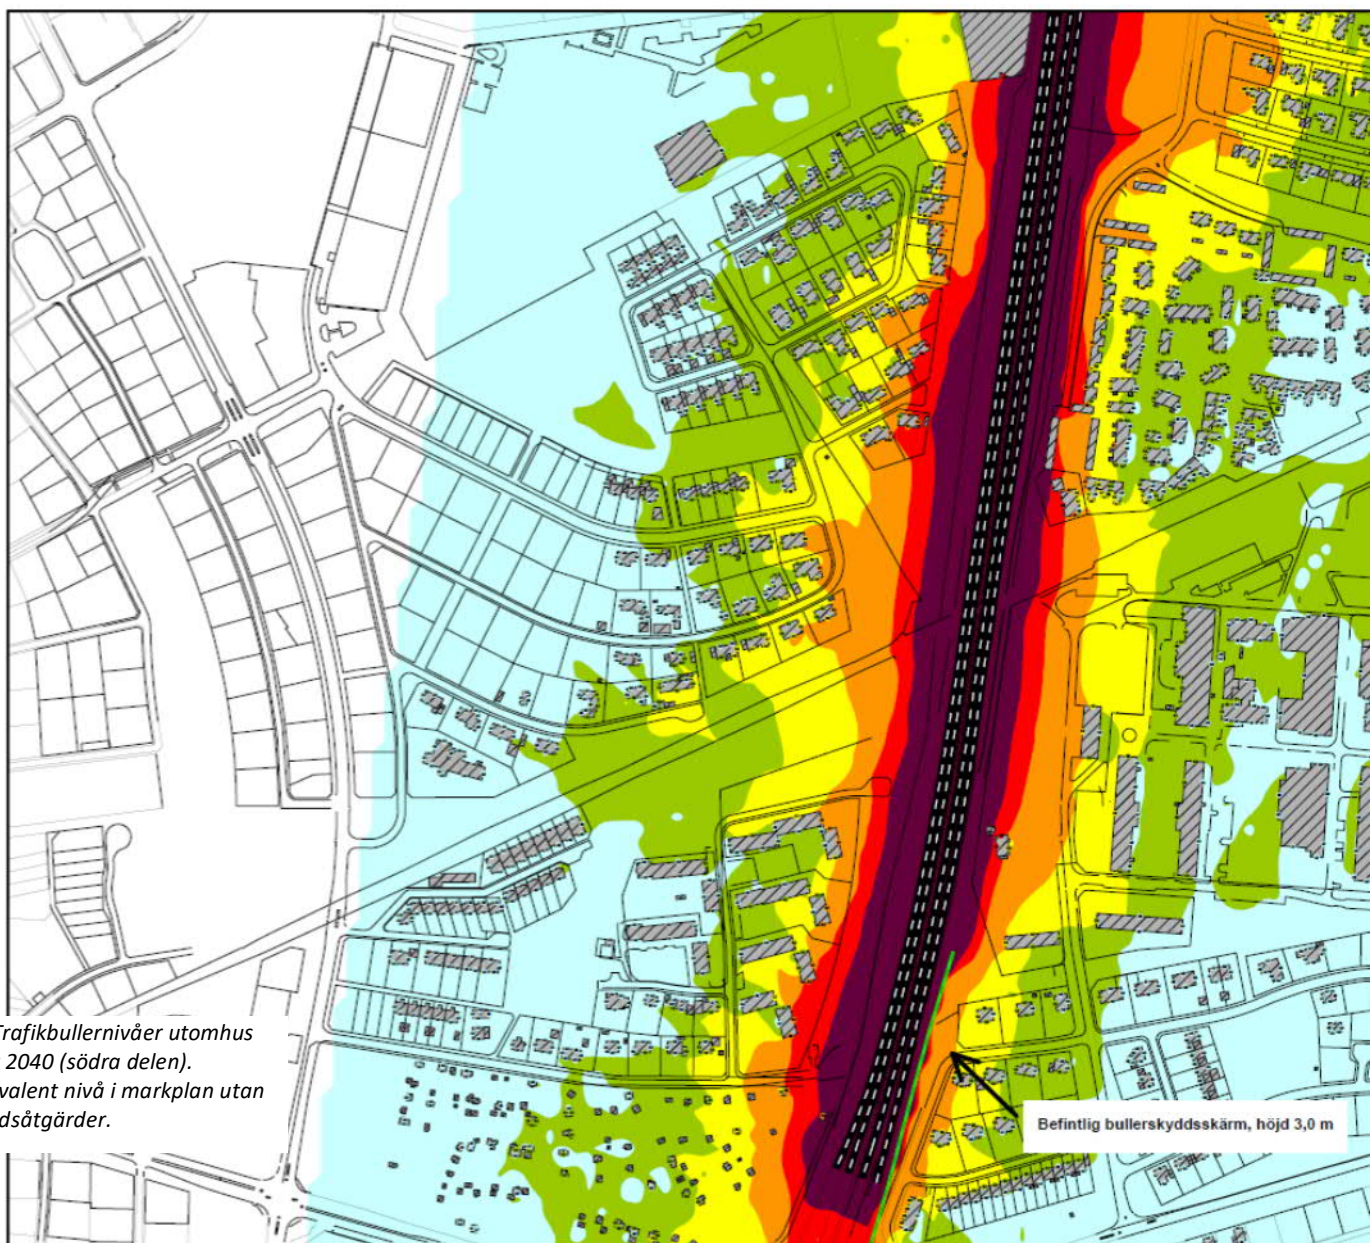 Trafikbullernivåer utomhus
2040 (södra delen).
valent nivå i markplan utan
dsåtgärder.
Befintlig bullerskyddsskärm, höjd 3,0 m